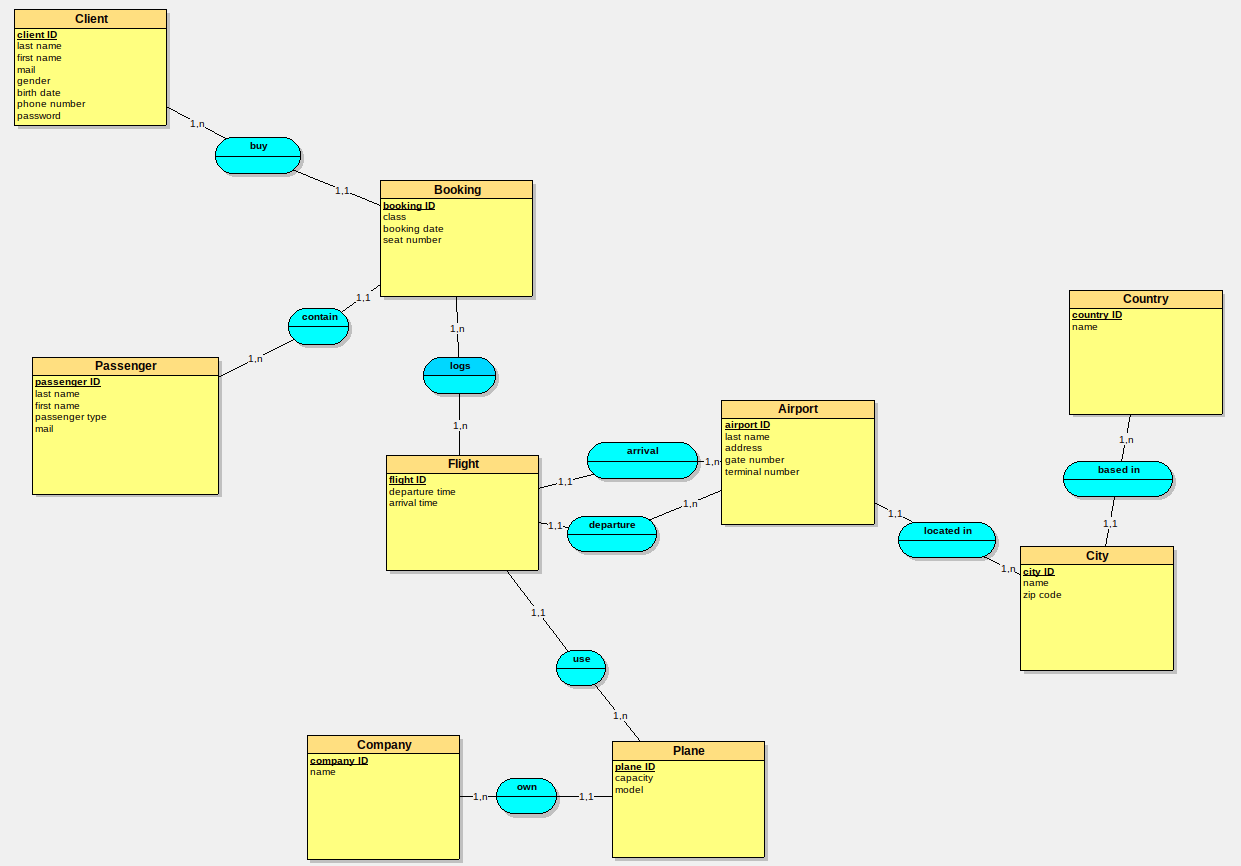 Client
client ID
last name
first name
mail
gender
birth date
phone number
password
1,n
buy
1,1
Booking
booking ID
class
booking date
seat number
1,1
contain
1,n
Passenger
passenger ID
last name
first name
passenger type
mail
1,n
logs
1,n
Flight
flight ID
departure time
arrival time
1,1
arrival
1,n
1,1
departure
1,n
Airport
airport ID
last name
address
gate number
terminal number
1,1
located in
1,n
Country
country ID
name
1,n
based in
1,1
City
city ID
name
zip code
1,1
use
1,n
Company
company ID
name
1,n
own
1,1
Plane
plane ID
capacity
model